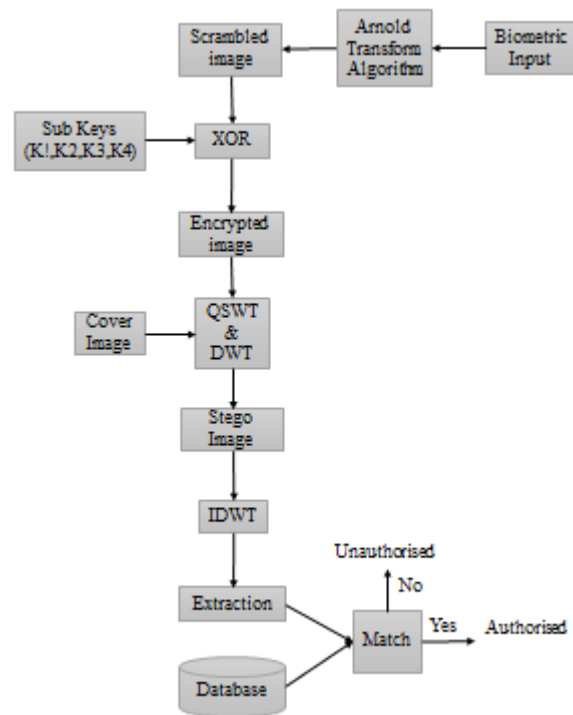 Scrambled
image
Arnold
Transform
Algorithm
Biometric
Input
Sub Keys
(K!,K2,K3,K4)
XOR
Encrypted
image
Cover
Image
QSWT
&
DWT
Stego
Image
IDWT
Unauthorised
No
Extraction
Match
Yes
Authorised
Database